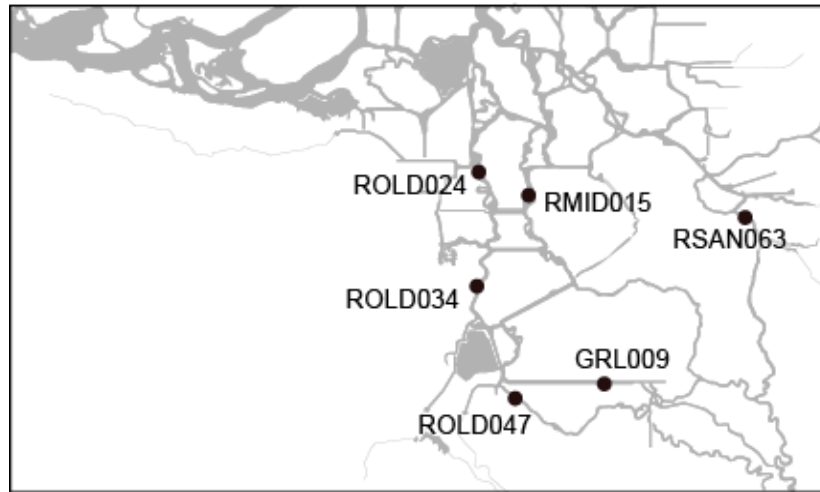 ROLD024
RMID015
RSAN063
ROLD034
GRL009
ROLD047